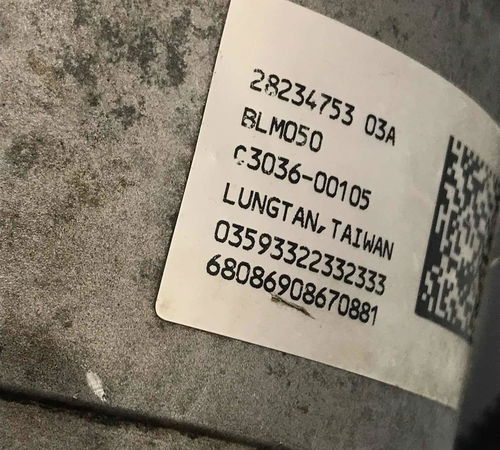 28234753 03A
BLM050
C3036-00105
LUNGTAN, TAIWAN
03593322332333
68086908670881